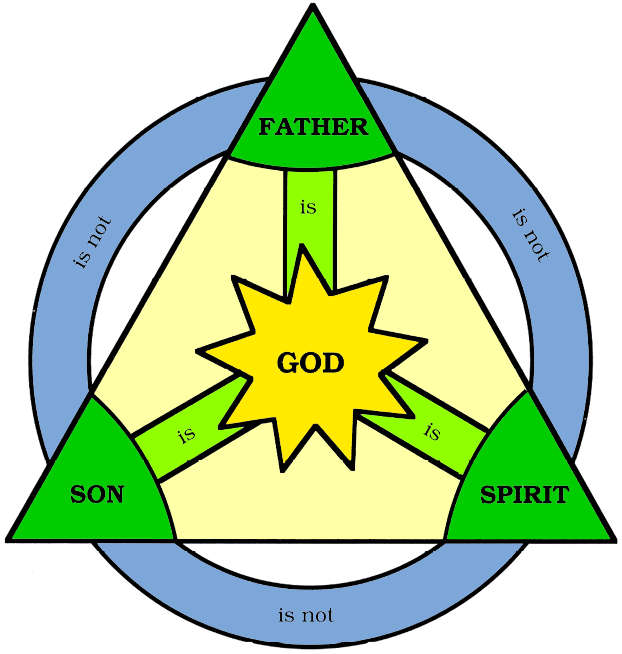 FATHER
is
is not
is not
GOD
is
is
SON
SPIRIT
is not